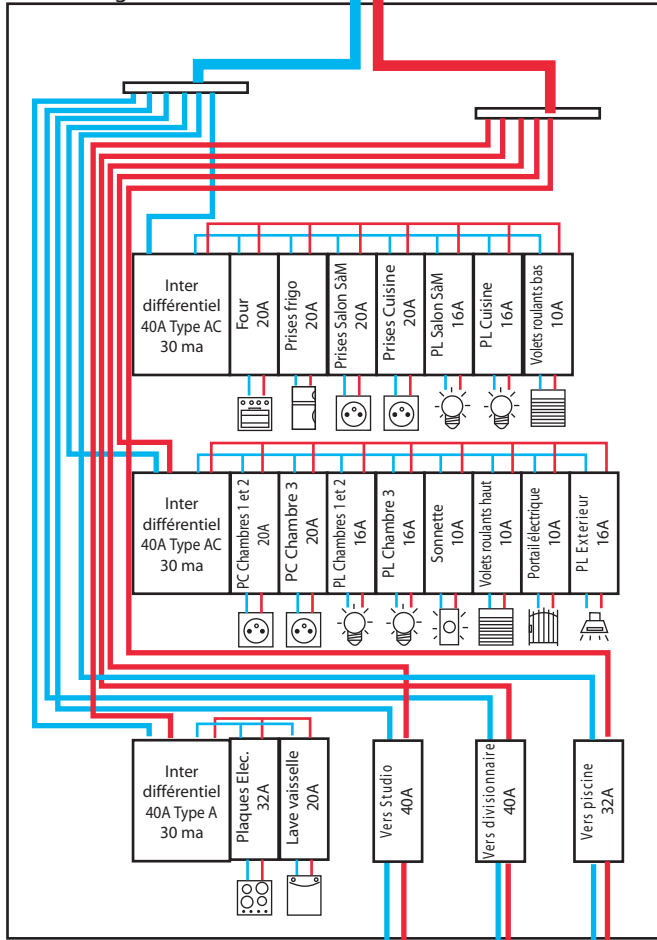 Inter
différentiel
40A Type AC
30 ma
Four
20A
Prises frigo
20A
Prises Salon SàM
20A
Prises Cuisine
20A
PL Salon SàM
16A
PL Cuisine
16A
Volets roulants bas
10A
Inter
différentiel
40A Type AC
30 ma
PC Chambres 1 et 2
20A
PC Chambre 3
20A
PL Chambres 1 et 2
16A
PL Chambre 3
16A
Sonnette
10A
Volets roulants haut
10A
Portail électrique
10A
PL Exterieur
16A
Inter
différentiel
40A Type A
30 ma
Plaques Elec.
32A
Lave vaisselle
20A
Vers Studio
40A
Vers divisionnaire
40A
Vers piscine
32A